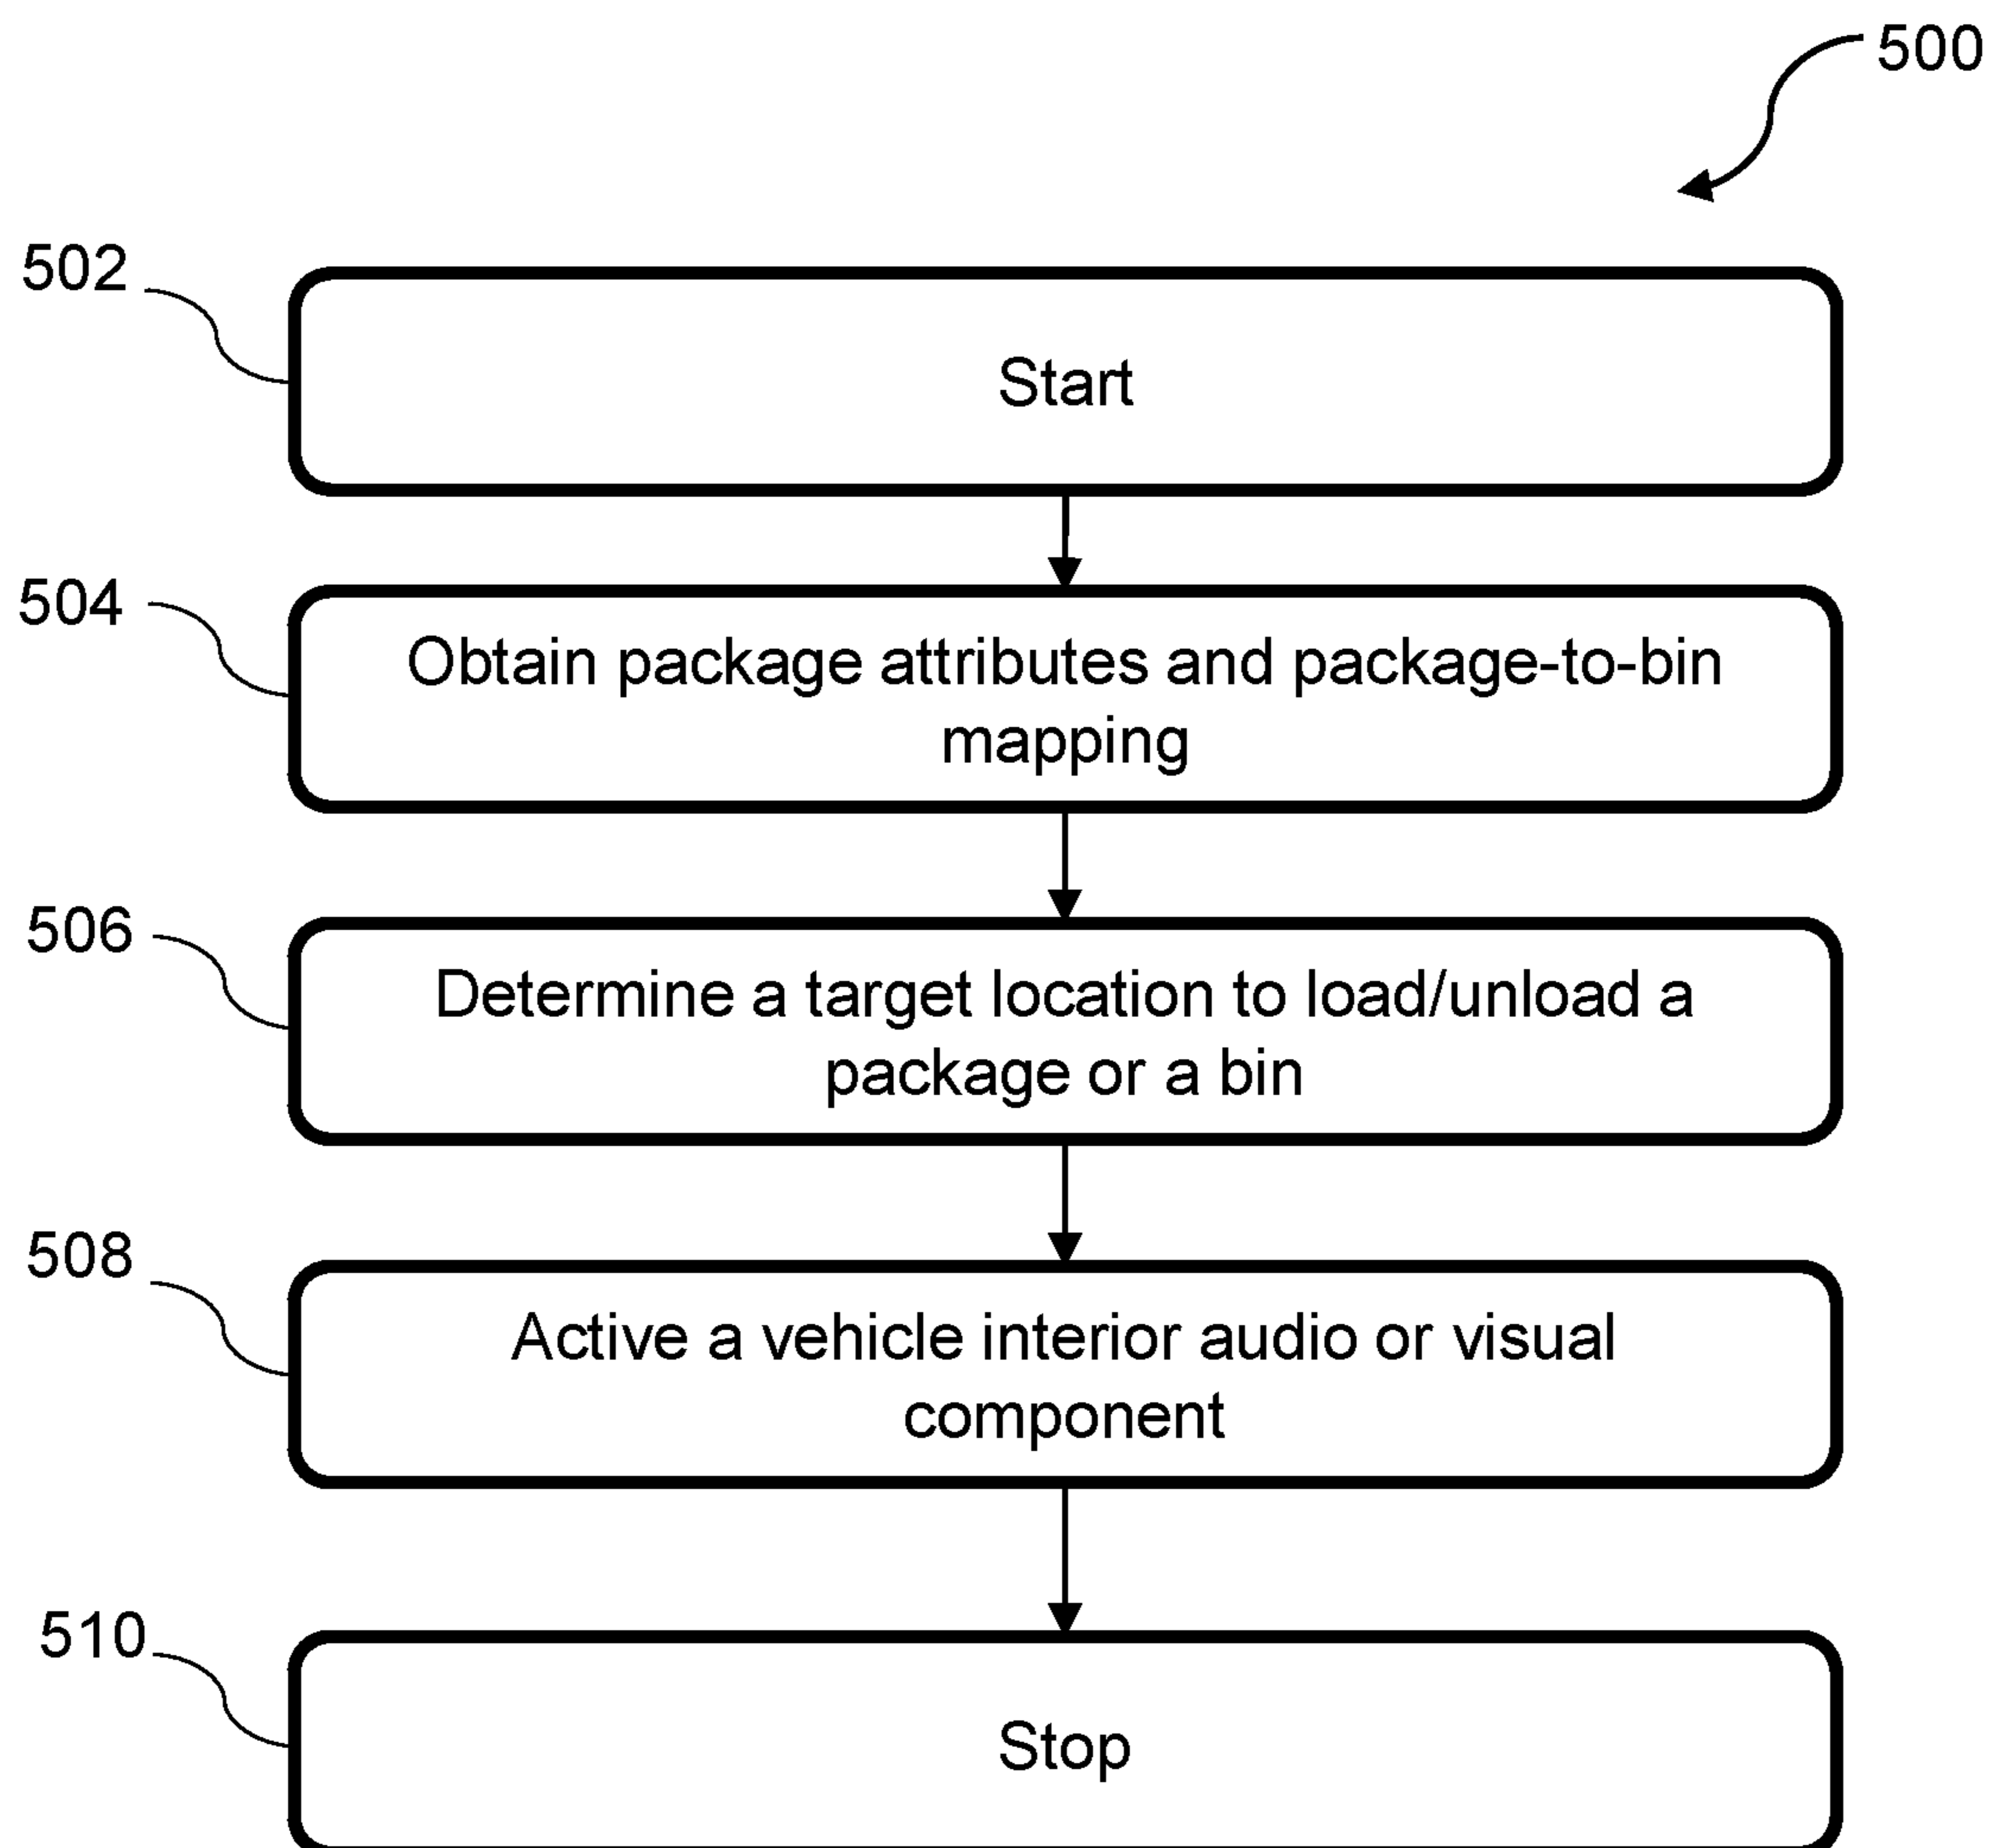 500
502
Start
504
Obtain package attributes and package-to-bin
mapping
506
Determine a target location to load/unload a
package or a bin
508
Active a vehicle interior audio or visual
component
510
Stop